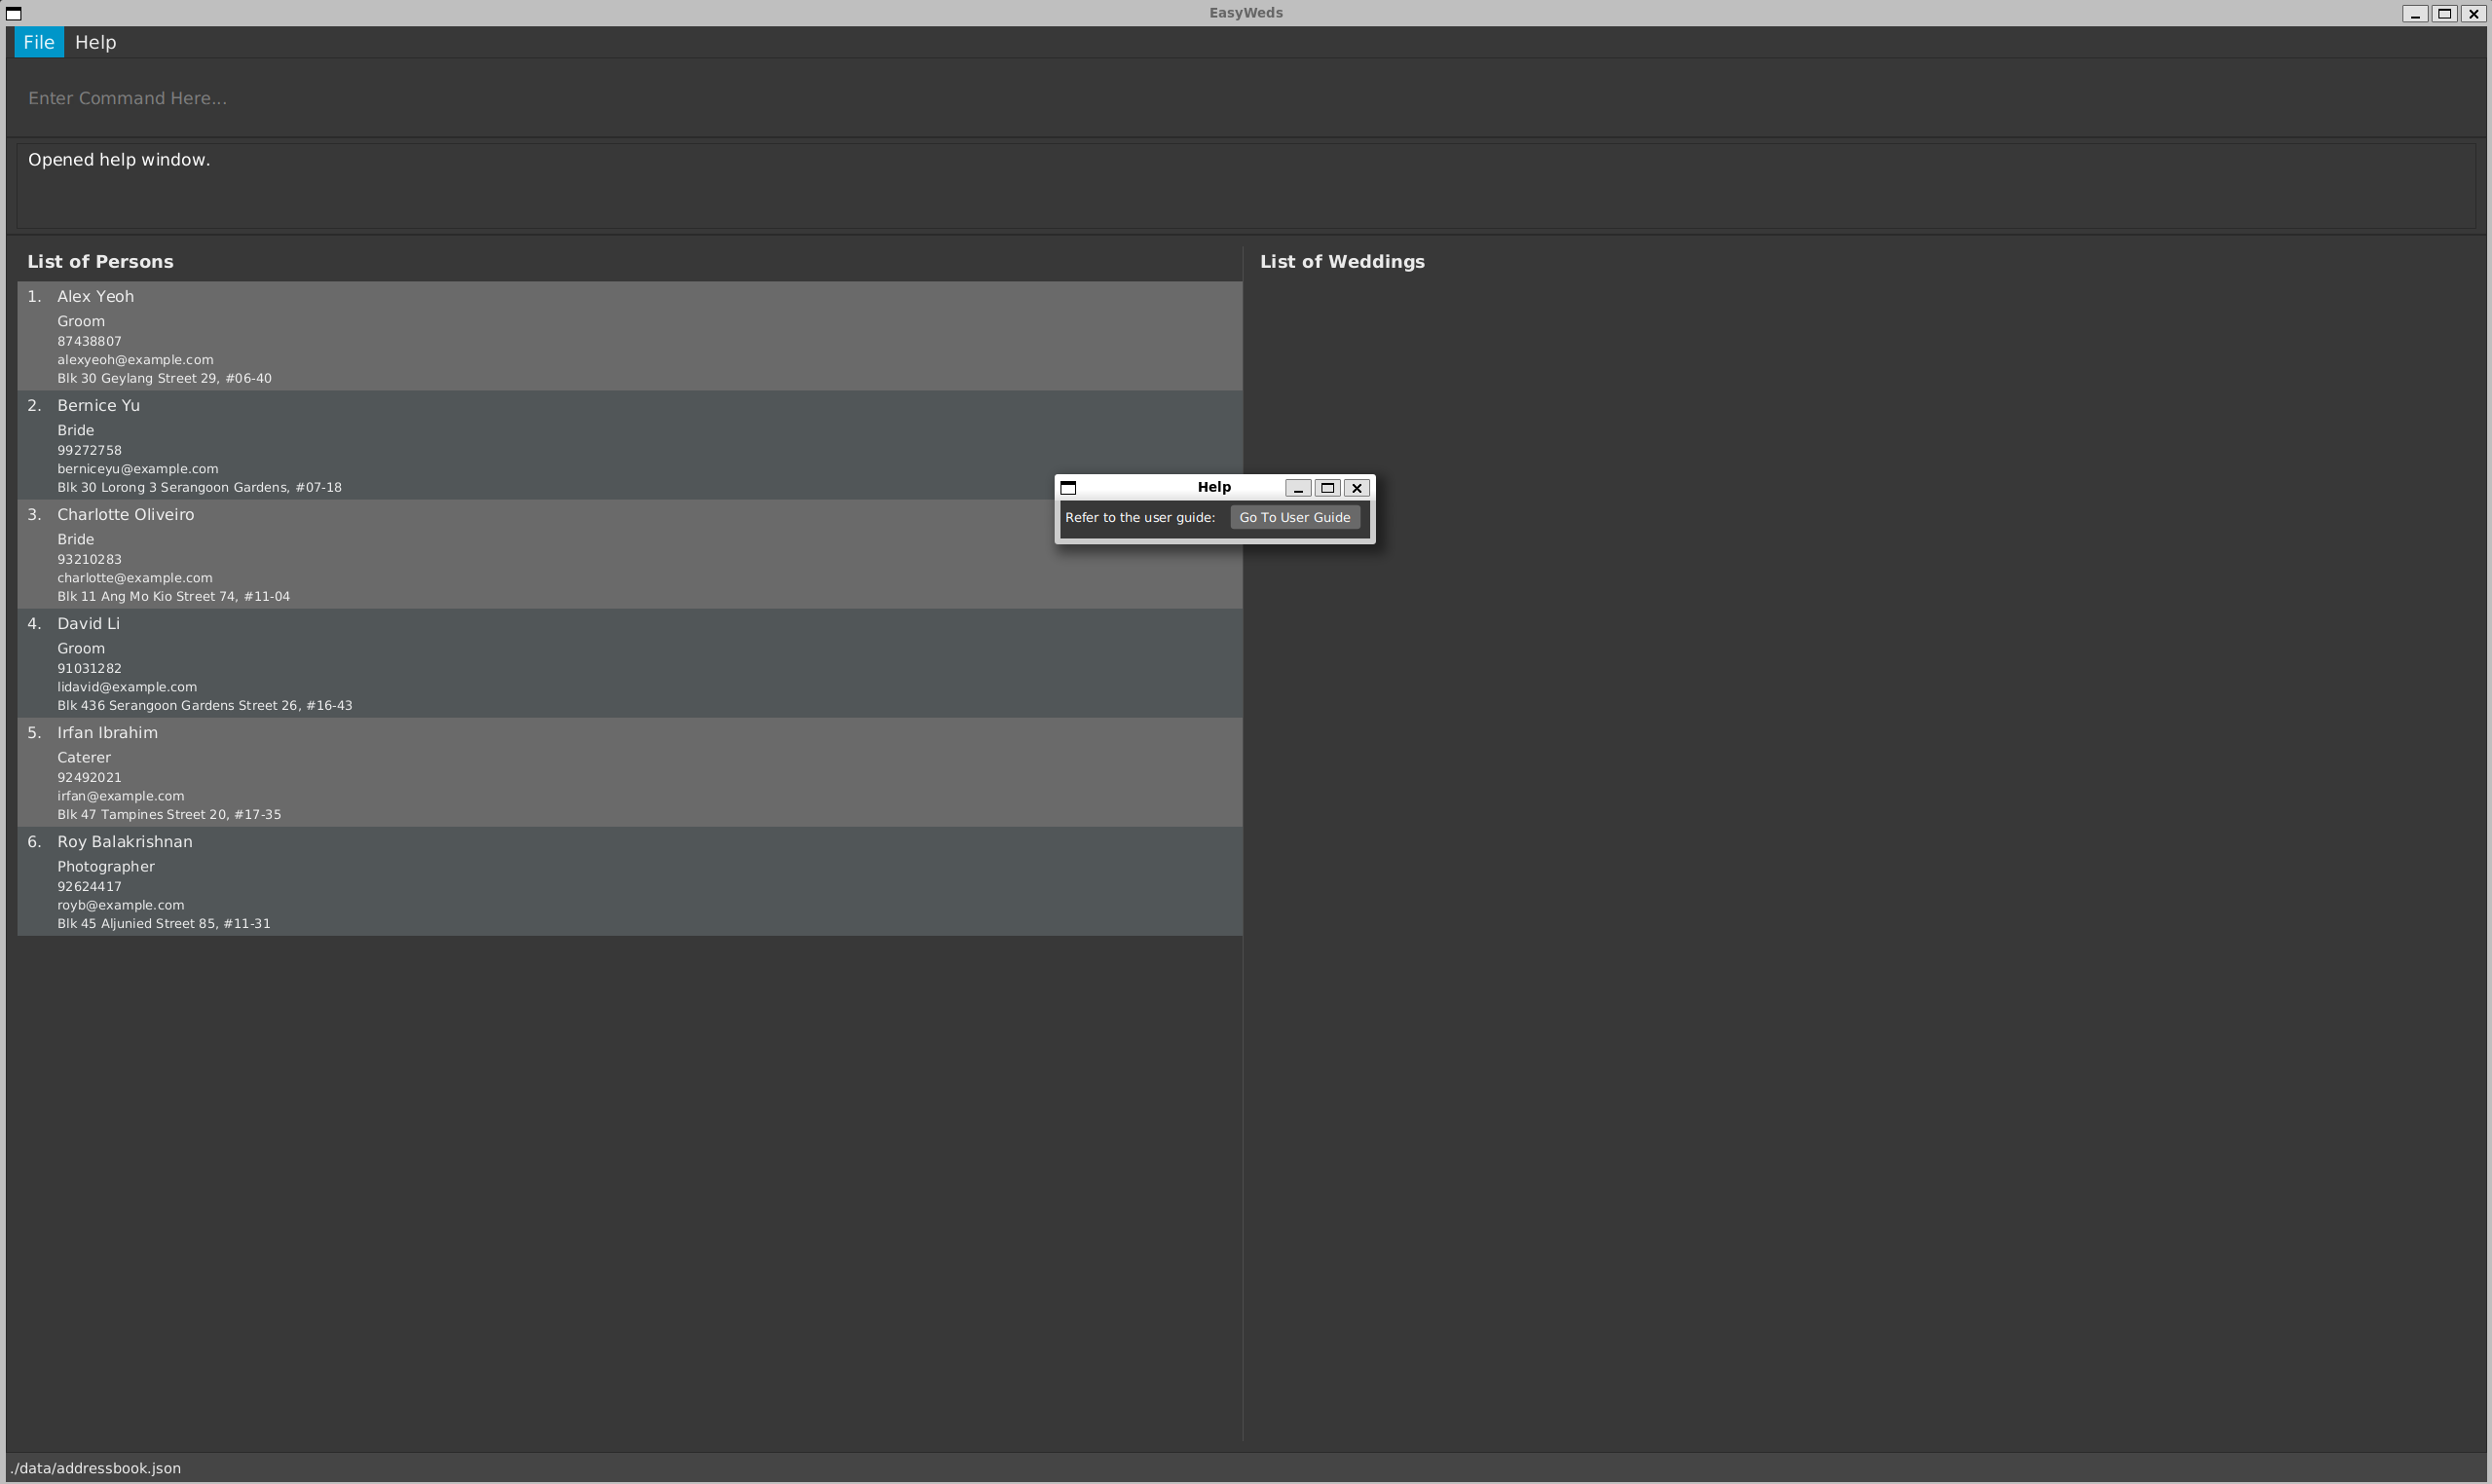 EasyWeds
File Help
Enter Command Here...
Opened help window.
List of Persons
1. Alex Yeoh
Groom
87438807
alexyeoh@example.com
Blk 30 Geylang Street 29, #06-40
2. Bernice Yu
Bride
99272758
berniceyu@example.com
Blk 30 Lorong 3 Serangoon Gardens, #07-18
3. Charlotte Oliveiro
Bride
93210283
charlotte@example.com
Blk 11 Ang Mo Kio Street 74, #11-04
4. David Li
Groom
91031282
lidavid@example.com
Blk 436 Serangoon Gardens Street 26, #16-43
5. Irfan Ibrahim
Caterer
92492021
irfan@example.com
Blk 47 Tampines Street 20, #17-35
6. Roy Balakrishnan
Photographer
92624417
royb@example.com
Blk 45 Aljunied Street 85, #11-31
List of Weddings
Help
Refer to the user guide: Go To User Guide
./data/addressbook.json